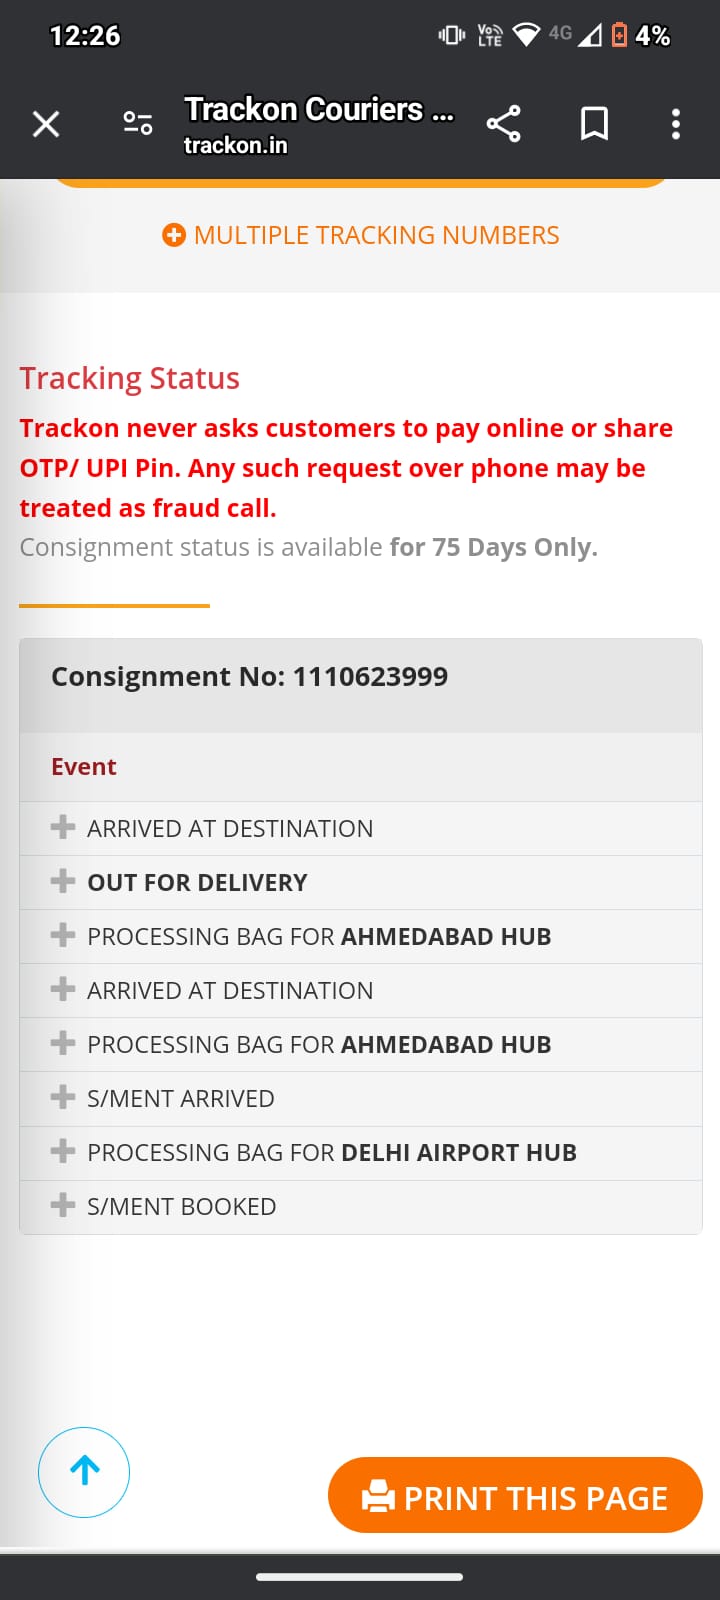 12:26
Vo)) LTE
4G
4%
Trackon Couriers ...
trackon.in
MULTIPLE TRACKING NUMBERS
Tracking Status
Trackon never asks customers to pay online or share
OTP/ UPI Pin. Any such request over phone may be
treated as fraud call.
Consignment status is available for 75 Days Only.
Consignment No: 1110623999
Event
ARRIVED AT DESTINATION
OUT FOR DELIVERY
PROCESSING BAG FOR AHMEDABAD HUB
ARRIVED AT DESTINATION
PROCESSING BAG FOR AHMEDABAD HUB
S/MENT ARRIVED
PROCESSING BAG FOR DELHI AIRPORT HUB
S/MENT BOOKED
PRINT THIS PAGE